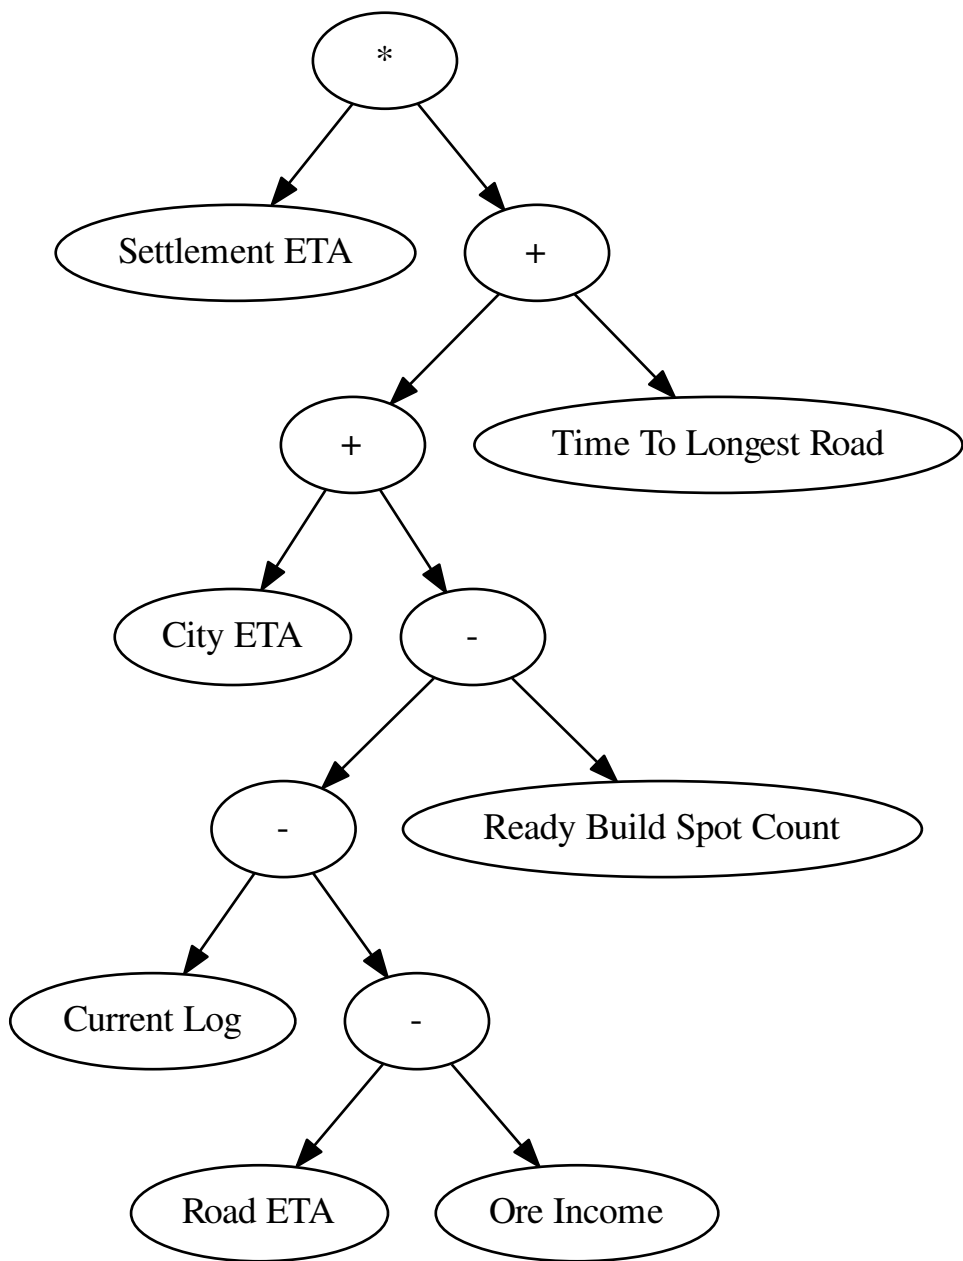 *
Settlement ETA
+
+
Time To Longest Road
City ETA
-
-
Ready Build Spot Count
Current Log
-
Road ETA
Ore Income